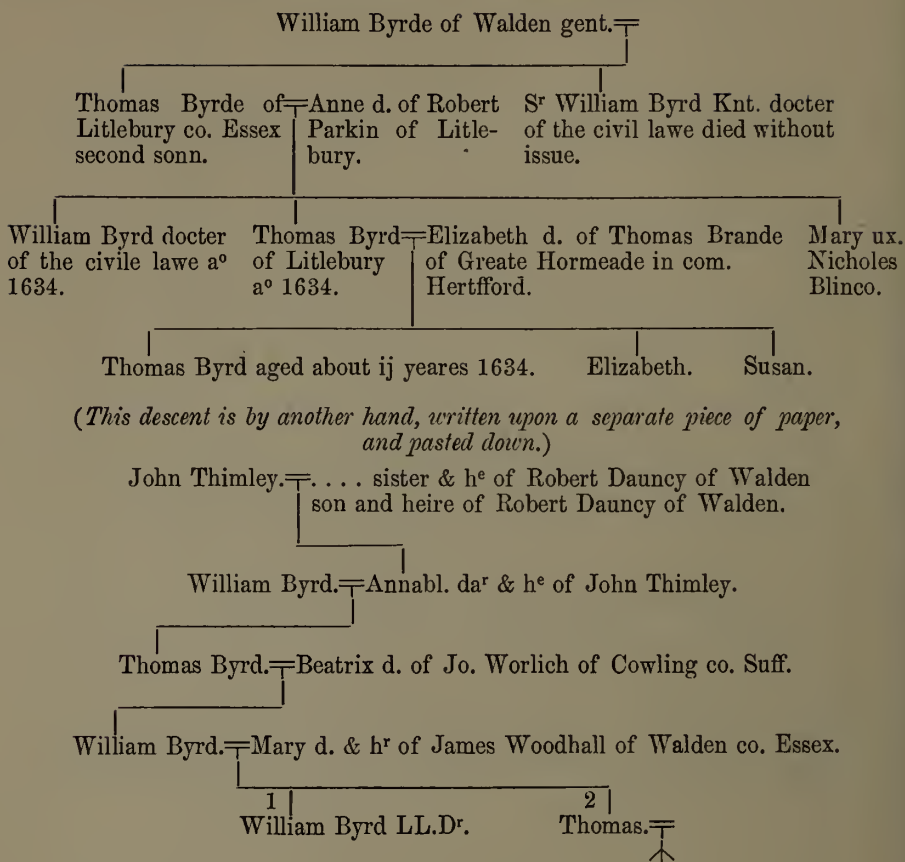 William Byrde of Walden gent.
Thomas Byrde of
Litlebury co. Essex
second sonn.
Anne d. of Robert
Parkin of Litle-
bury.
Sʳ William Byrd Knt. docter
of the civil lawe died without
issue.
William Byrd docter
of the civile lawe aᵒ
1634.
Thomas Byrd
of Litlebury
aᵒ 1634.
Elizabeth d. of Thomas Brande
of Greate Hormeade in com.
Hertfford.
Mary ux.
Nicholes
Blinco.
Thomas Byrd aged about ij yeares 1634.
Elizabeth.
Susan.
(This descent is by another hand, written upon a separate piece of paper,
and pasted down.)
John Thimley. . . . . sister & hᵉ of Robert Dauncy of Walden
son and heire of Robert Dauncy of Walden.
William Byrd. Annabl. daʳ & hᵉ of John Thimley.
Thomas Byrd. Beatrix d. of Jo. Worlich of Cowling co. Suff.
William Byrd. Mary d. & hʳ of James Woodhall of Walden co. Essex.
1
William Byrd LL.Dʳ.
2
Thomas.